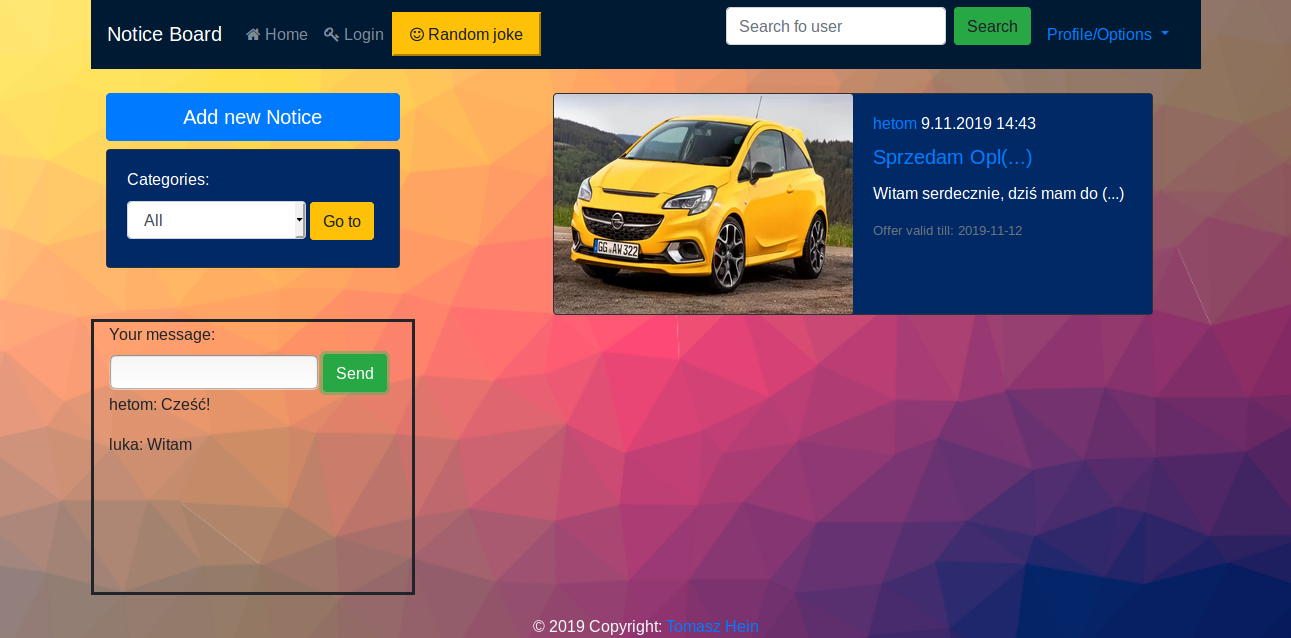 Notice Board
Home
Login
Random joke
Search fo user
Search
Profile/Options
Add new Notice
Categories:
All
Go to
GG AW 322
hetom 9.11.2019 14:43
Sprzedam Opl(...)
Witam serdecznie, dziś mam do (...)
Offer valid till: 2019-11-12
Your message:
Send
hetom: Cześć!
luka: Witam
© 2019 Copyright: Tomasz Hein